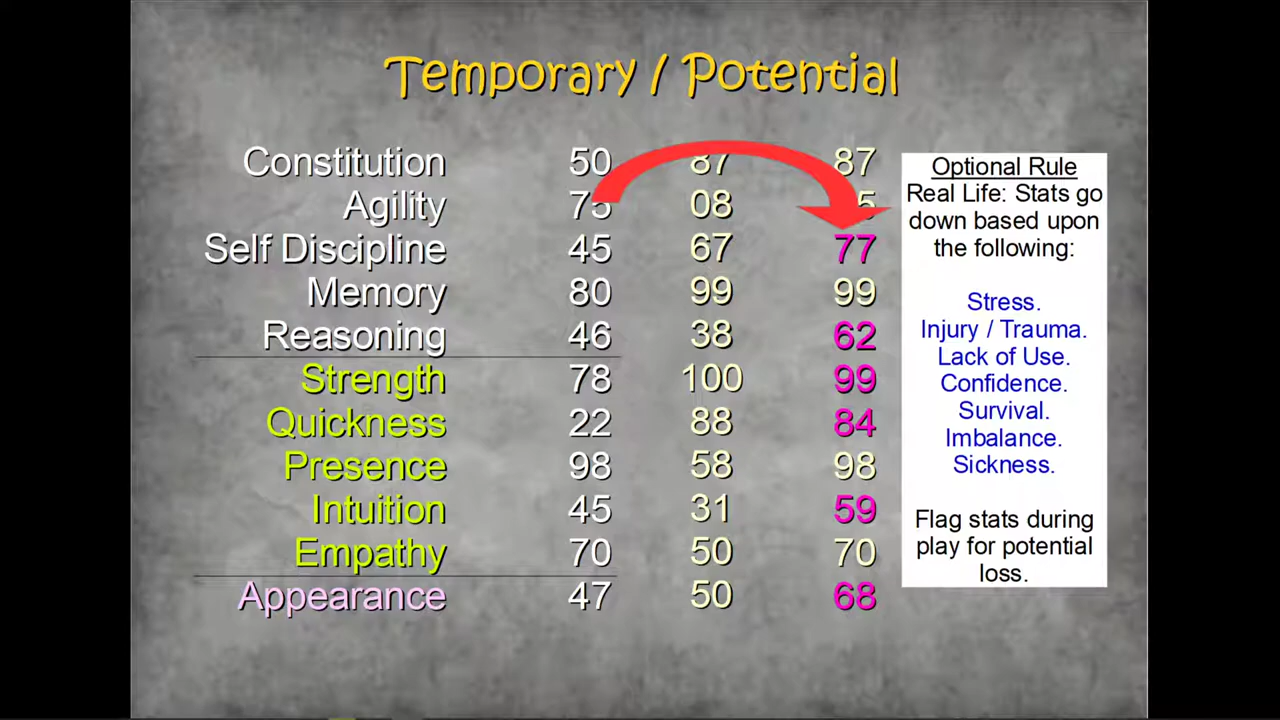 Temporary / Potential
Constitution 50 87 87
Agility 75 08
Self Discipline 45 67 77
Memory 80 99 99
Reasoning 46 38 62
Strength 78 100 99
Quickness 22 88 84
Presence 98 58 98
Intuition 45 31 59
Empathy 70 50 70
Appearance 47 50 68
Optional Rule
Real Life: Stats go
down based upon
the following:
Stress.
Injury / Trauma.
Lack of Use.
Confidence.
Survival.
Imbalance.
Sickness.
Flag stats during
play for potential
loss.